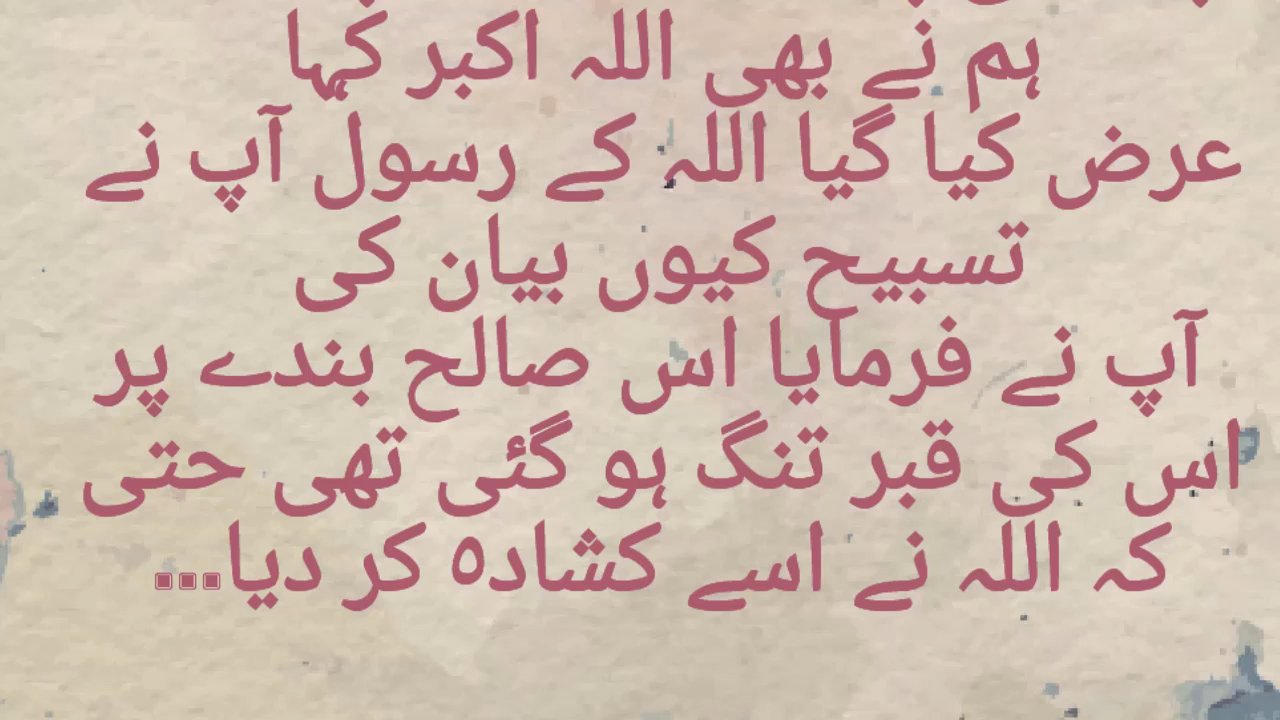 ہم نے بھی اللہ اکبر کہا
عرض کیا گیا اللہ کے رسول آپ نے
تسبیح کیوں بیان کی
آپ نے فرمایا اس صالح بندے پر
اس کی قبر تنگ ہو گئی تھی حتی
کہ اللہ نے اسے کشاد٥ کر دیا...